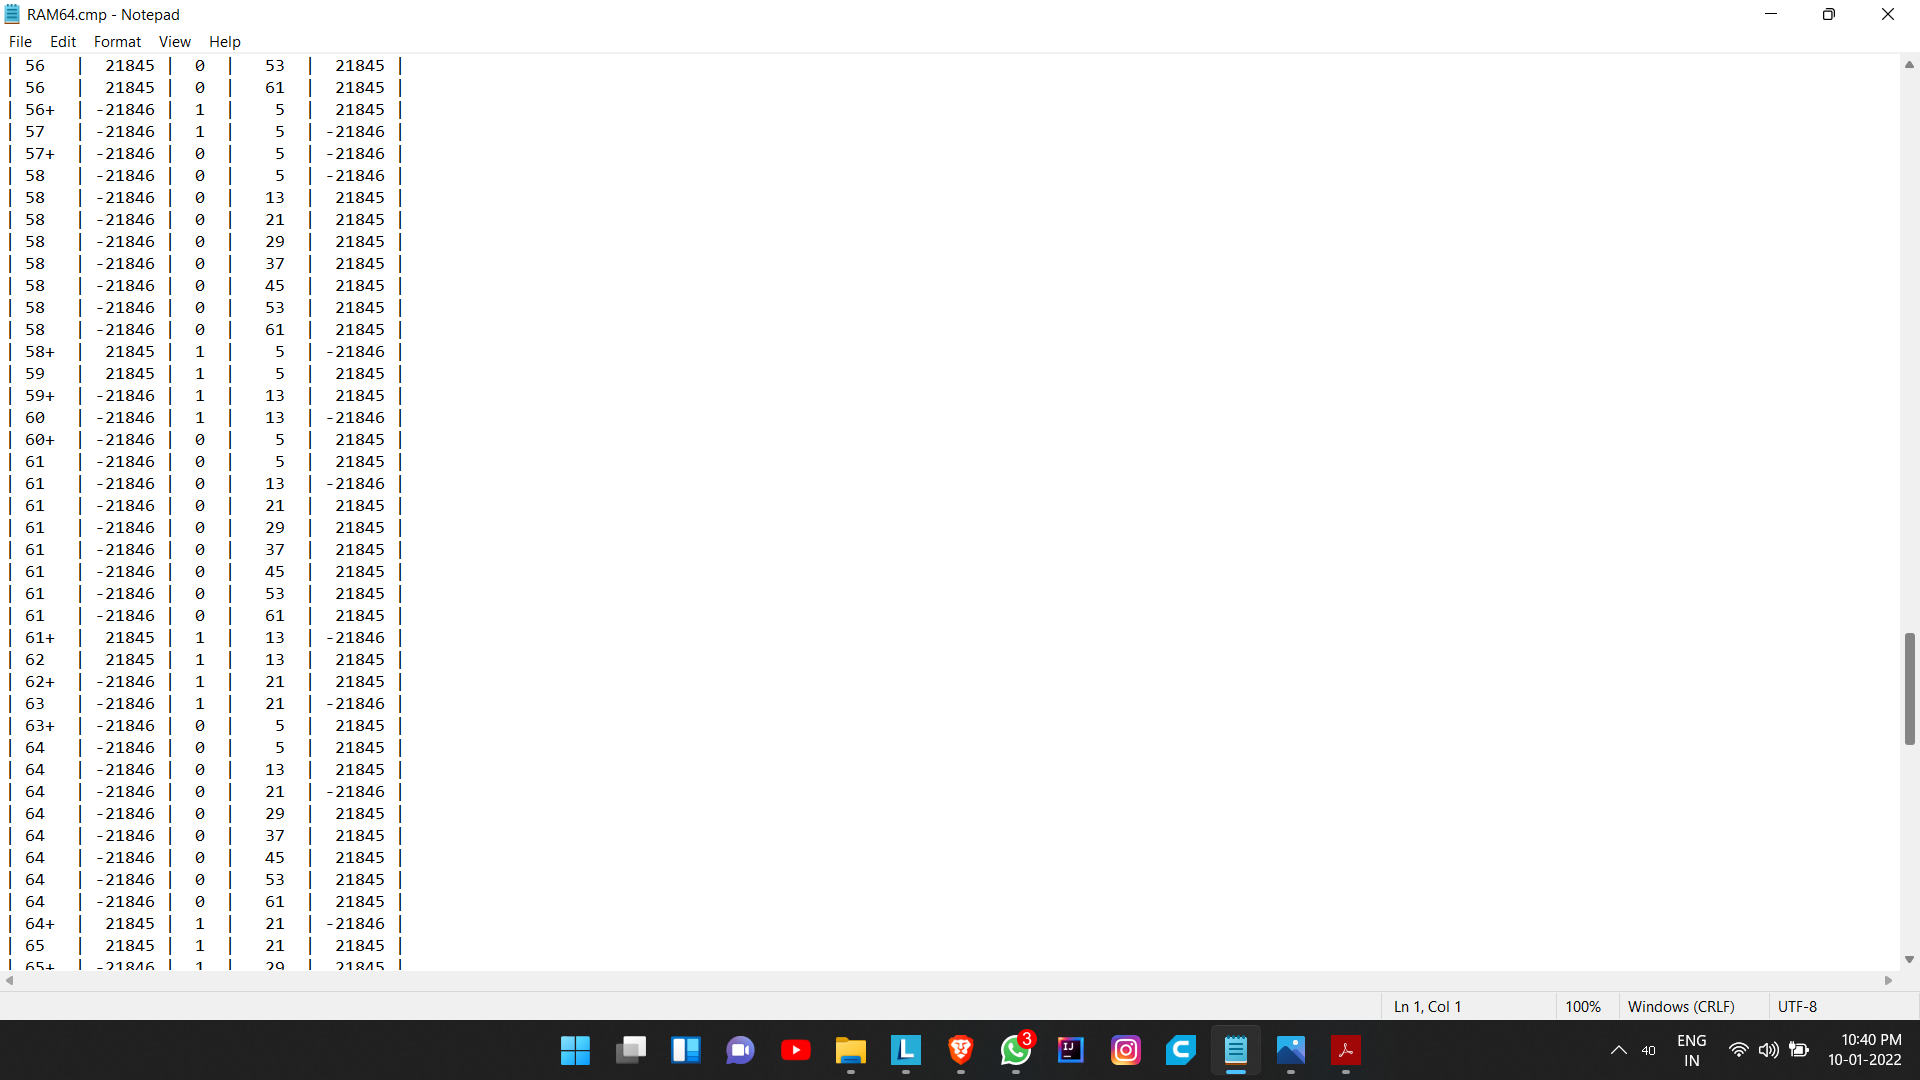 RAM64.cmp - Notepad
File Edit Format View Help
| 56   |  21845 |  0  |   53  |  21845 |
| 56   |  21845 |  0  |   61  |  21845 |
| 56+  | -21846 |  1  |    5  |  21845 |
| 57   | -21846 |  1  |    5  | -21846 |
| 57+  | -21846 |  0  |    5  | -21846 |
| 58   | -21846 |  0  |    5  | -21846 |
| 58   | -21846 |  0  |   13  |  21845 |
| 58   | -21846 |  0  |   21  |  21845 |
| 58   | -21846 |  0  |   29  |  21845 |
| 58   | -21846 |  0  |   37  |  21845 |
| 58   | -21846 |  0  |   45  |  21845 |
| 58   | -21846 |  0  |   53  |  21845 |
| 58   | -21846 |  0  |   61  |  21845 |
| 58+  |  21845 |  1  |    5  | -21846 |
| 59   |  21845 |  1  |    5  |  21845 |
| 59+  | -21846 |  1  |   13  |  21845 |
| 60   | -21846 |  1  |   13  | -21846 |
| 60+  | -21846 |  0  |    5  |  21845 |
| 61   | -21846 |  0  |    5  |  21845 |
| 61   | -21846 |  0  |   13  | -21846 |
| 61   | -21846 |  0  |   21  |  21845 |
| 61   | -21846 |  0  |   29  |  21845 |
| 61   | -21846 |  0  |   37  |  21845 |
| 61   | -21846 |  0  |   45  |  21845 |
| 61   | -21846 |  0  |   53  |  21845 |
| 61   | -21846 |  0  |   61  |  21845 |
| 61+  |  21845 |  1  |   13  | -21846 |
| 62   |  21845 |  1  |   13  |  21845 |
| 62+  | -21846 |  1  |   21  |  21845 |
| 63   | -21846 |  1  |   21  | -21846 |
| 63+  | -21846 |  0  |    5  |  21845 |
| 64   | -21846 |  0  |    5  |  21845 |
| 64   | -21846 |  0  |   13  |  21845 |
| 64   | -21846 |  0  |   21  | -21846 |
| 64   | -21846 |  0  |   29  |  21845 |
| 64   | -21846 |  0  |   37  |  21845 |
| 64   | -21846 |  0  |   45  |  21845 |
| 64   | -21846 |  0  |   53  |  21845 |
| 64   | -21846 |  0  |   61  |  21845 |
| 64+  |  21845 |  1  |   21  | -21846 |
| 65   |  21845 |  1  |   21  |  21845 |
| 65+  | -21846 |  1  |   29  |  21845 |
Ln 1, Col 1 100% Windows (CRLF) UTF-8
L 3 IJ C 40 ENG IN 10:40 PM
10-01-2022